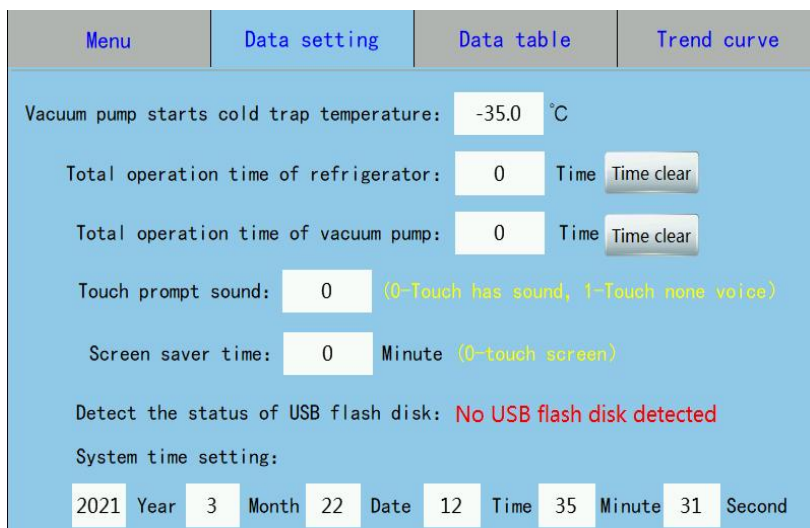 Menu Data setting Data table Trend curve
Vacuum pump starts cold trap temperature: -35.0 °C
Total operation time of refrigerator: 0 Time Time clear
Total operation time of vacuum pump: 0 Time Time clear
Touch prompt sound: 0 (0-Touch has sound, 1-Touch none voice)
Screen saver time: 0 Minute (0-touch screen)
Detect the status of USB flash disk: No USB flash disk detected
System time setting:
2021 Year 3 Month 22 Date 12 Time 35 Minute 31 Second